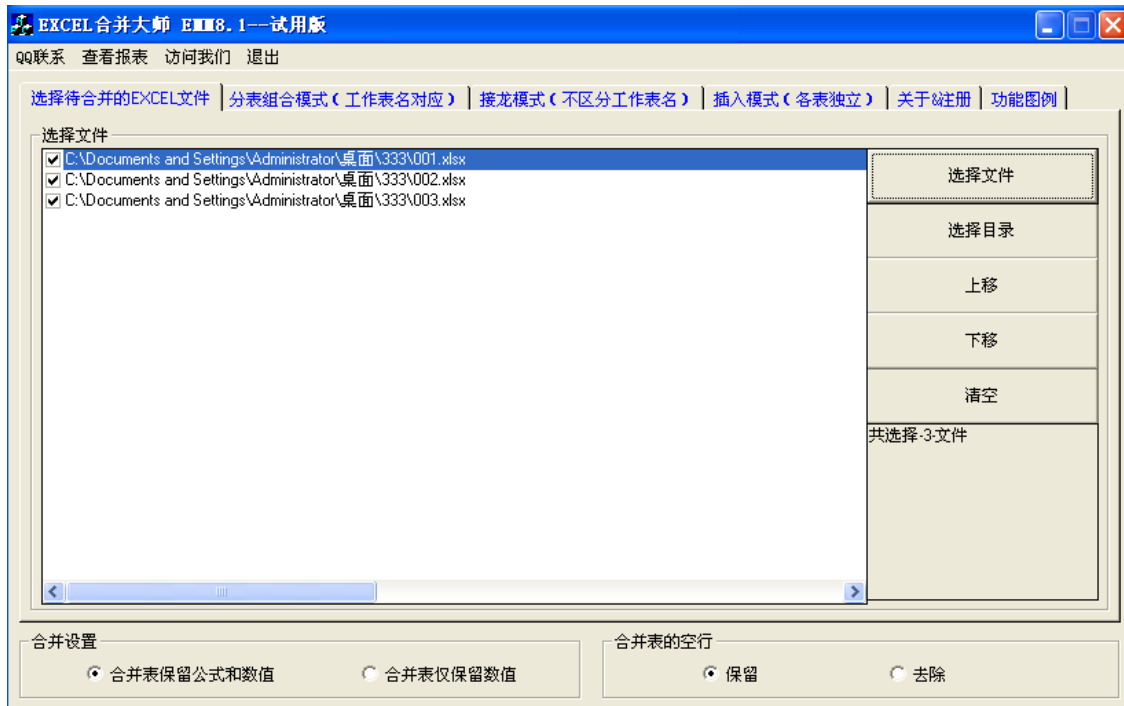 EXCEL合并大师 EMM8.1--试用版
QQ联系 查看报表 访问我们 退出
选择待合并的EXCEL文件 分表组合模式(工作表名对应) 接龙模式(不区分工作表名) 插入模式(各表独立) 关于&注册 功能图例
选择文件
C:\Documents and Settings\Administrator\桌面\333\001.xlsx
C:\Documents and Settings\Administrator\桌面\333\002.xlsx
C:\Documents and Settings\Administrator\桌面\333\003.xlsx
选择文件
选择目录
上移
下移
清空
共选择-3-文件
合并设置
合并表保留公式和数值 合并表仅保留数值
合并表的空行
保留 去除